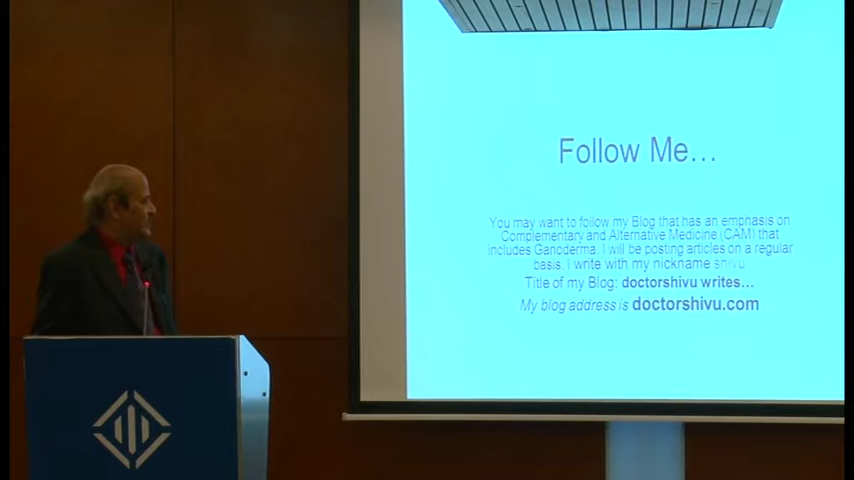 Follow Me...
You may want to follow my Blog that has an emphasis on
Complementary and Alternative Medicine (CAM) that
includes Ganoderma. I will be posting articles on a regular
basis. I write with my nickname shivu
Title of my Blog: doctorshivu writes...
My blog address is doctorshivU.com